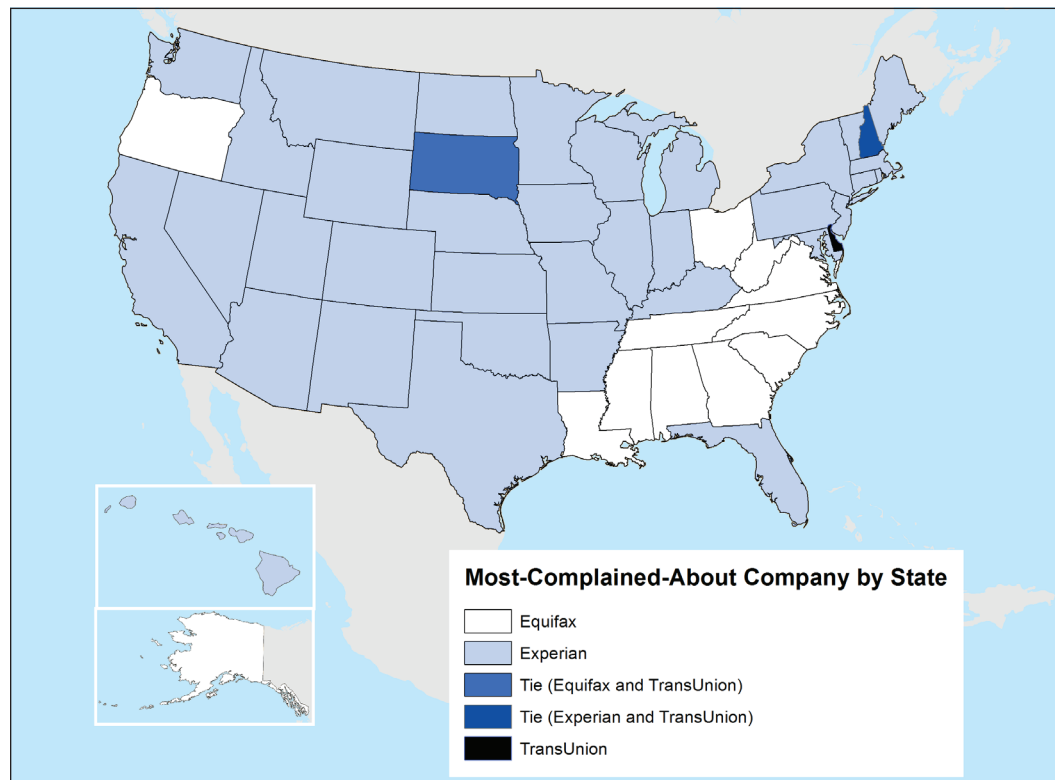 Most-Complained-About Company by State
Equifax
Experian
Tie (Equifax and TransUnion)
Tie (Experian and TransUnion)
TransUnion